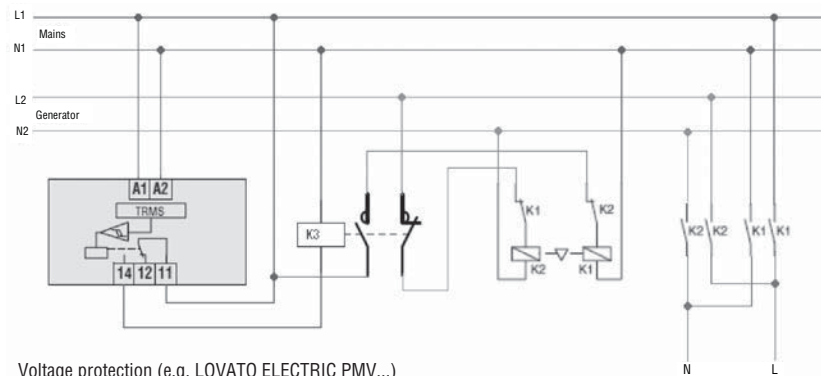 L1
Mains
N1
L2
Generator
N2
A1 A2
TRMS
14 12 11
K3
K1
K2
K2
K1
K2 K2 K1 K1
N L
Voltage protection (e.g. LOVATO ELECTRIC PMV...)